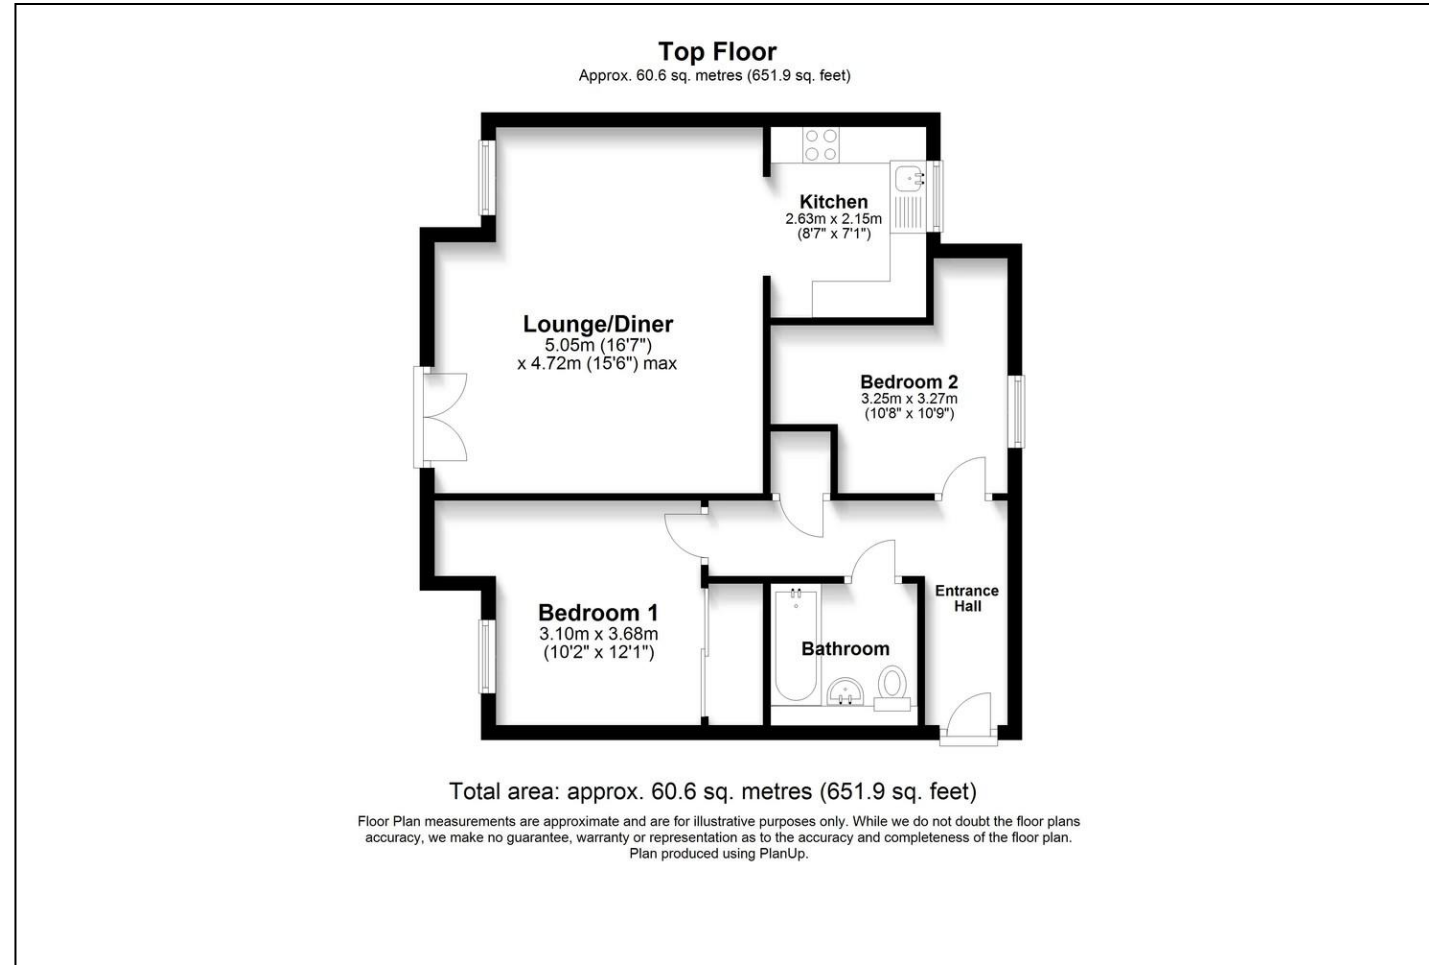 Top Floor
Approx. 60.6 sq. metres (651.9 sq. feet)
Kitchen
2.63m x 2.15m
(8'7" x 7'1")
Lounge/Diner
5.05m (16'7")
x 4.72m (15'6") max
Bedroom 2
3.25m x 3.27m
(10'8" x 10'9")
Entrance
Hall
Bedroom 1
3.10m x 3.68m
(10'2" x 12'1")
Bathroom
Total area: approx. 60.6 sq. metres (651.9 sq. feet)
Floor Plan measurements are approximate and are for illustrative purposes only. While we do not doubt the floor plans
accuracy, we make no guarantee, warranty or representation as to the accuracy and completeness of the floor plan.
Plan produced using PlanUp.